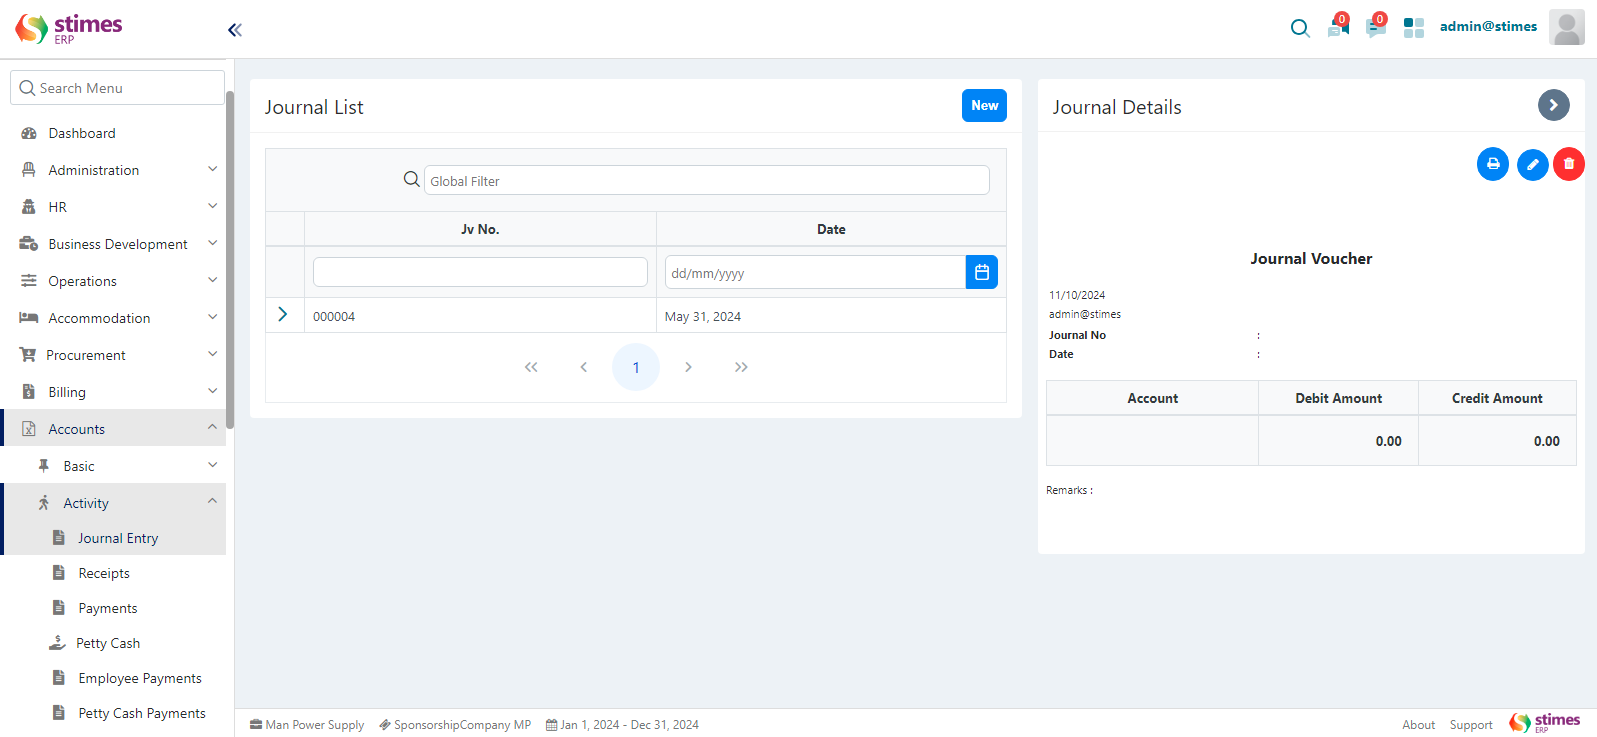 stimes
ERP
0
0
admin@stimes
Search Menu
Dashboard
Administration
HR
Business Development
Operations
Accommodation
Procurement
Billing
Accounts
Basic
Activity
Journal Entry
Receipts
Payments
Petty Cash
Employee Payments
Petty Cash Payments
Journal List
New
Global Filter
Jv No.
Date
dd/mm/yyyy
000004
May 31, 2024
1
Journal Details
Journal Voucher
11/10/2024
admin@stimes
Journal No :
Date :
Account Debit Amount Credit Amount
0.00 0.00
Remarks :
Man Power Supply SponsorshipCompany MP Jan 1, 2024 - Dec 31, 2024
About Support stimes
ERP